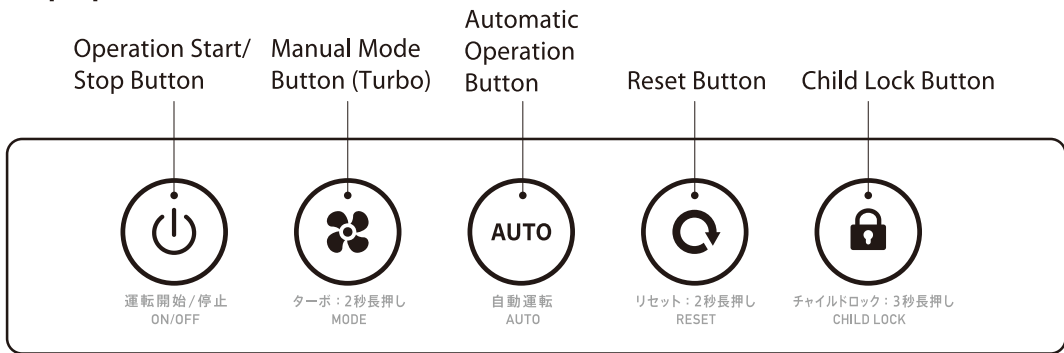 Operation Start/
Stop Button
Manual Mode
Button (Turbo)
Automatic
Operation
Button
Reset Button
Child Lock Button
AUTO
運転開始/停止
ON/OFF
ターボ：2秒長押し
MODE
自動運転
AUTO
リセット：2秒長押し
RESET
チャイルドロック：3秒長押し
CHILD LOCK